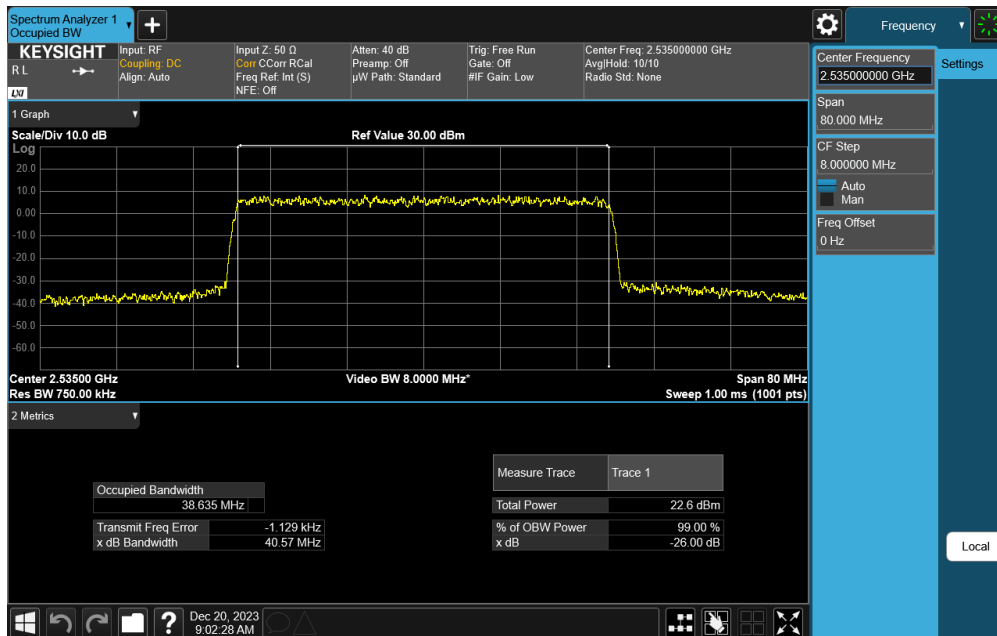 Spectrum Analyzer 1
Occupied BW
Frequency
KEYSIGHT
R L
LXI
Input: RF
Coupling: DC
Align: Auto
Input Z: 50 Ω
Corr CCorr RCal
Freq Ref: Int (S)
NFE: Off
Atten: 40 dB
Preamp: Off
µW Path: Standard
Trig: Free Run
Gate: Off
#IF Gain: Low
Center Freq: 2.535000000 GHz
Avg|Hold: 10/10
Radio Std: None
Center Frequency
2.535000000 GHz
Settings
Span
80.000 MHz
CF Step
8.000000 MHz
Auto
Man
Freq Offset
0 Hz
1 Graph
Scale/Div 10.0 dB
Ref Value 30.00 dBm
Log
20.0
10.0
0.00
-10.0
-20.0
-30.0
-40.0
-50.0
-60.0
Center 2.53500 GHz
Video BW 8.0000 MHz*
Span 80 MHz
Res BW 750.00 kHz
Sweep 1.00 ms (1001 pts)
2 Metrics
Measure Trace
Trace 1
Occupied Bandwidth
38.635 MHz
Total Power
22.6 dBm
Transmit Freq Error
-1.129 kHz
% of OBW Power
99.00 %
x dB Bandwidth
40.57 MHz
x dB
-26.00 dB
Local
?
Dec 20, 2023
9:02:28 AM